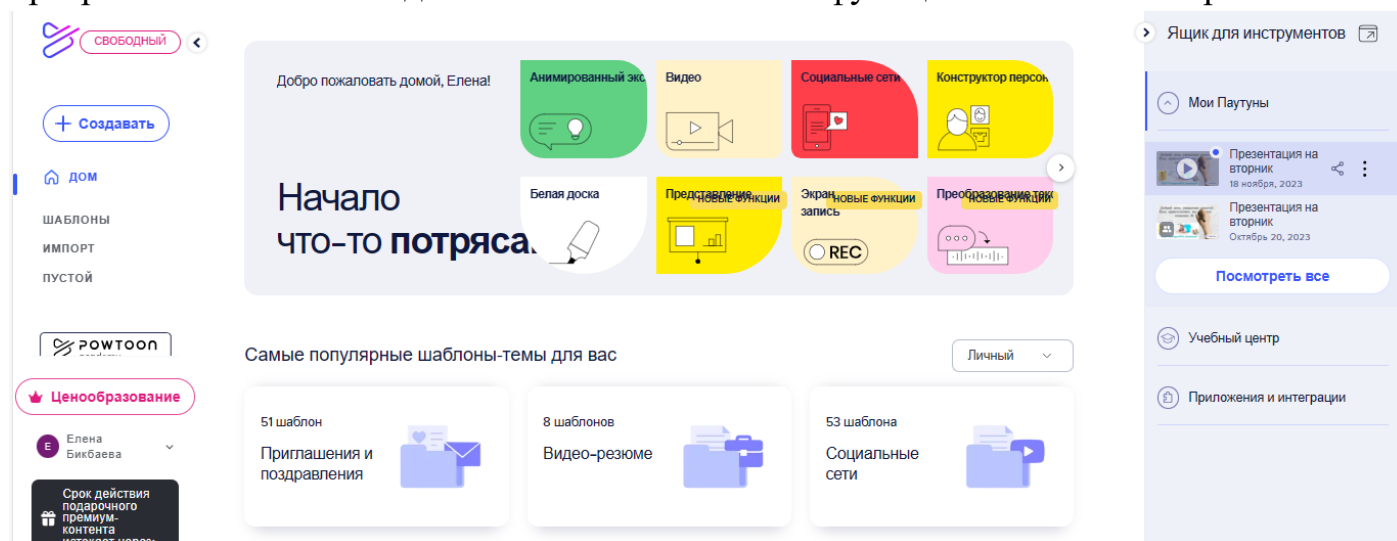 СВОБОДНЫЙ
+ Создавать
ДОМ
ШАБЛОНЫ
ИМПОРТ
ПУСТОЙ
POWTOON
Ценообразование
Е
Елена
Бикбаева
Срок действия
подарочного
премиум-
контента
Добро пожаловать домой, Елена!
Начало
что-то потряса
Анимированный экс
Видео
Социальные сети
Конструктор персон
Белая доска
Представление
НОВЫЕ ФУНКЦИИ
Экран
запись
НОВЫЕ ФУНКЦИИ
REC
Преобразование тек
НОВЫЕ ФУНКЦИИ
Самые популярные шаблоны-темы для вас
Личный
51 шаблон
Приглашения и
поздравления
8 шаблонов
Видео-резюме
53 шаблона
Социальные
сети
Ящик для инструментов
Мои Паутуны
Презентация на
вторник
18 ноября, 2023
Презентация на
вторник
Октябрь 20, 2023
Посмотреть все
Учебный центр
Приложения и интеграции